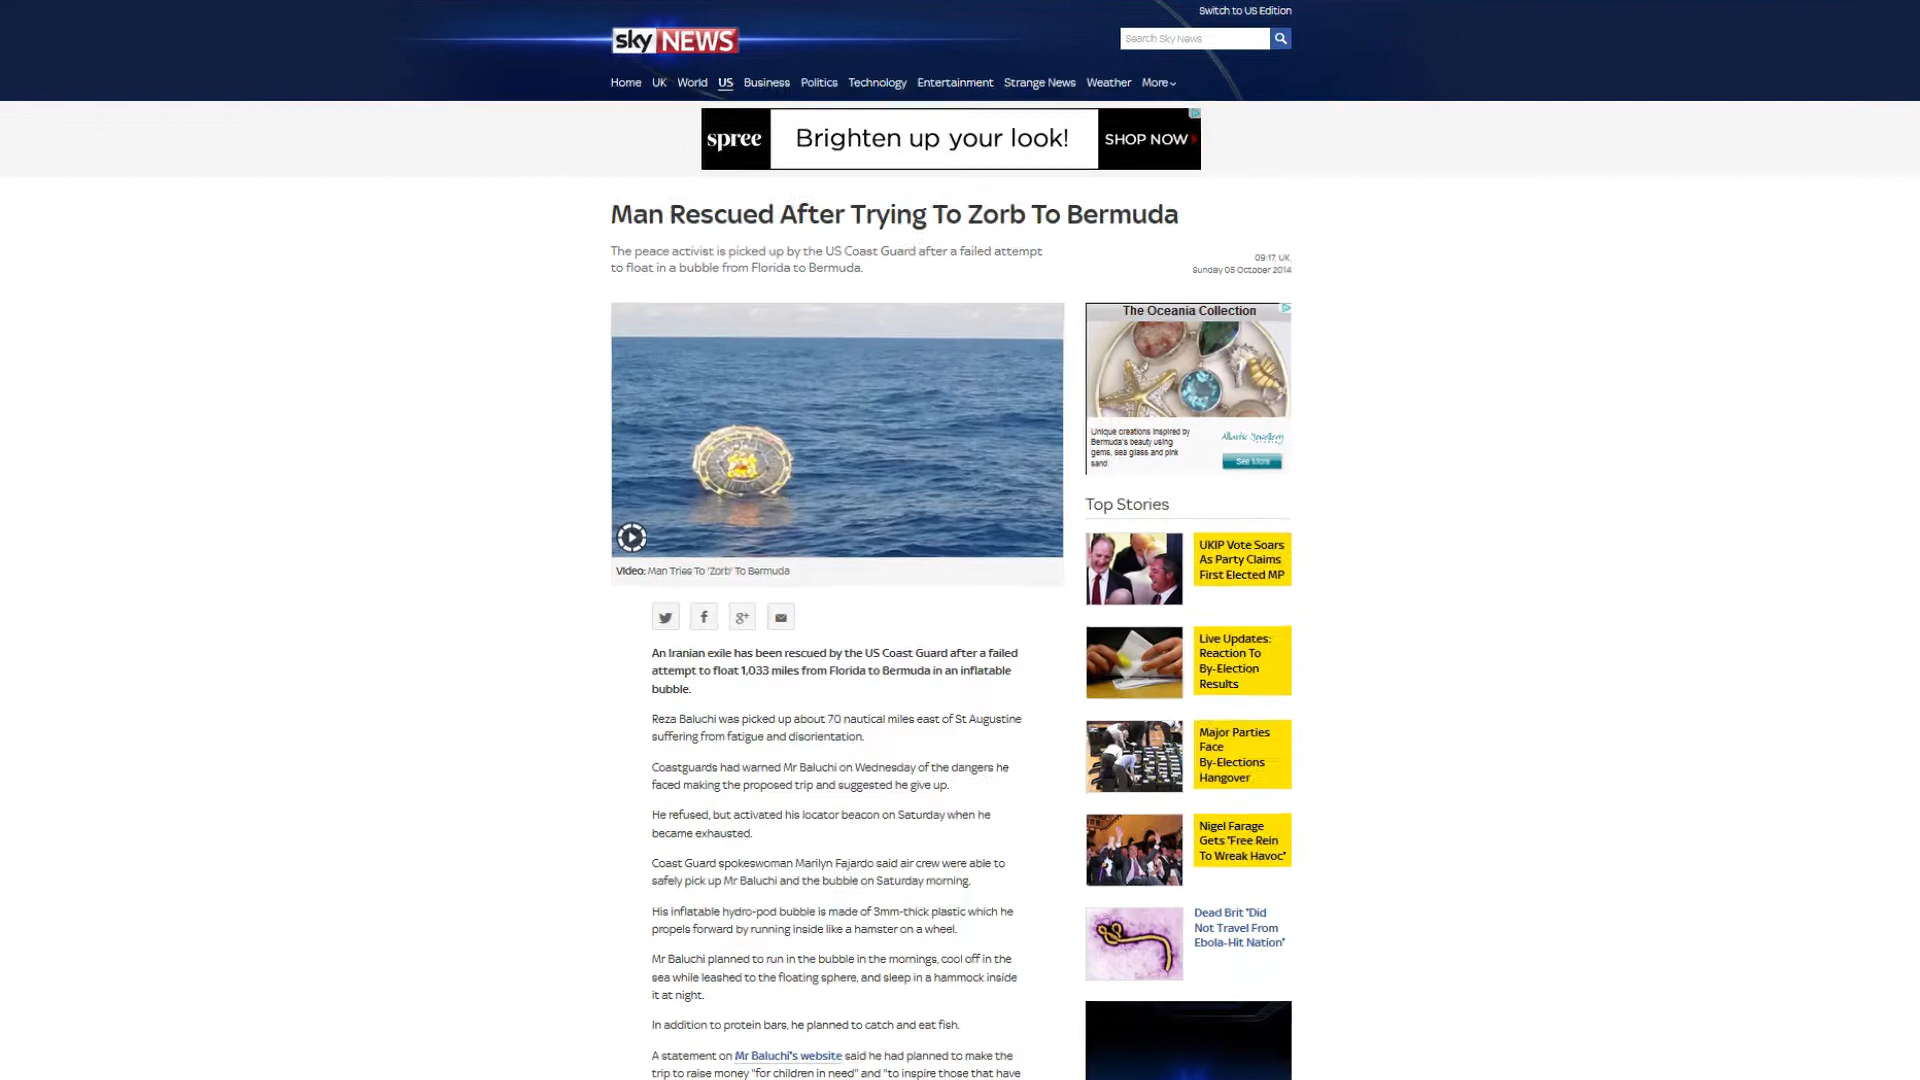 Switch to US Edition
sky NEWS
Search Sky News
Home UK World US Business Politics Technology Entertainment Strange News Weather More
spree Brighten up your look! SHOP NOW
Man Rescued After Trying To Zorb To Bermuda
The peace activist is picked up by the US Coast Guard after a failed attempt
to float in a bubble from Florida to Bermuda.
09:17, UK,
Sunday 05 October 2014
Video: Man Tries To 'Zorb' To Bermuda
An Iranian exile has been rescued by the US Coast Guard after a failed
attempt to float 1,033 miles from Florida to Bermuda in an inflatable
bubble.
Reza Baluchi was picked up about 70 nautical miles east of St Augustine
suffering from fatigue and disorientation.
Coastguards had warned Mr Baluchi on Wednesday of the dangers he
faced making the proposed trip and suggested he give up.
He refused, but activated his locator beacon on Saturday when he
became exhausted.
Coast Guard spokeswoman Marilyn Fajardo said air crew were able to
safely pick up Mr Baluchi and the bubble on Saturday morning.
His inflatable hydro-pod bubble is made of 3mm-thick plastic which he
propels forward by running inside like a hamster on a wheel.
Mr Baluchi planned to run in the bubble in the mornings, cool off in the
sea while leashed to the floating sphere, and sleep in a hammock inside
it at night.
In addition to protein bars, he planned to catch and eat fish.
A statement on Mr Baluchi's website said he had planned to make the
trip to raise money "for children in need" and "to inspire those that have
The Oceania Collection
Unique creations inspired by
Bermuda's beauty using
gems, sea glass and pink
sand.
Atlantic Jewellery
See More
Top Stories
UKIP Vote Soars
As Party Claims
First Elected MP
Live Updates:
Reaction To
By-Election
Results
Major Parties
Face
By-Elections
Hangover
Nigel Farage
Gets "Free Rein
To Wreak Havoc"
Dead Brit "Did
Not Travel From
Ebola-Hit Nation"